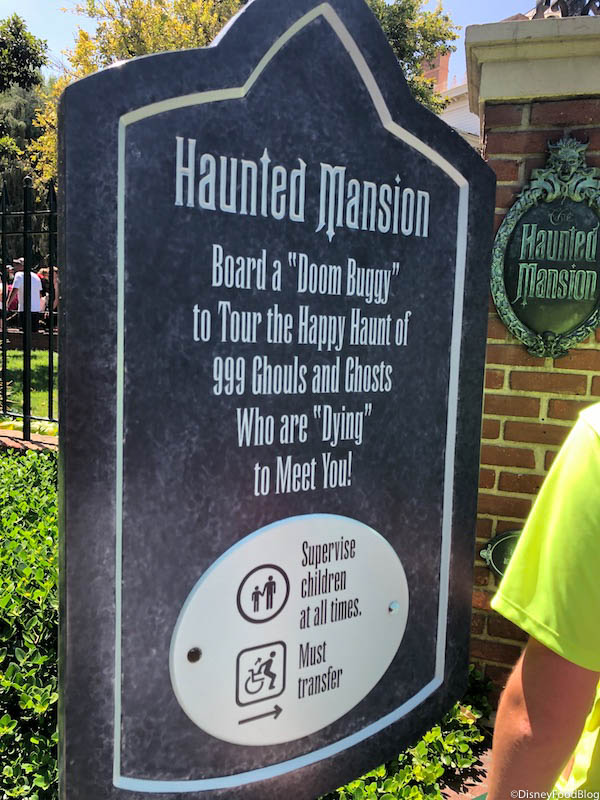 Haunted Mansion
Board a "Doom Buggy"
to Tour the Happy Haunt of
999 Ghouls and Ghosts
Who are "Dying"
to Meet You!
Supervise
children
at all times.
Must
transfer
The
Haunted
Mansion
©DisneyFoodBlog